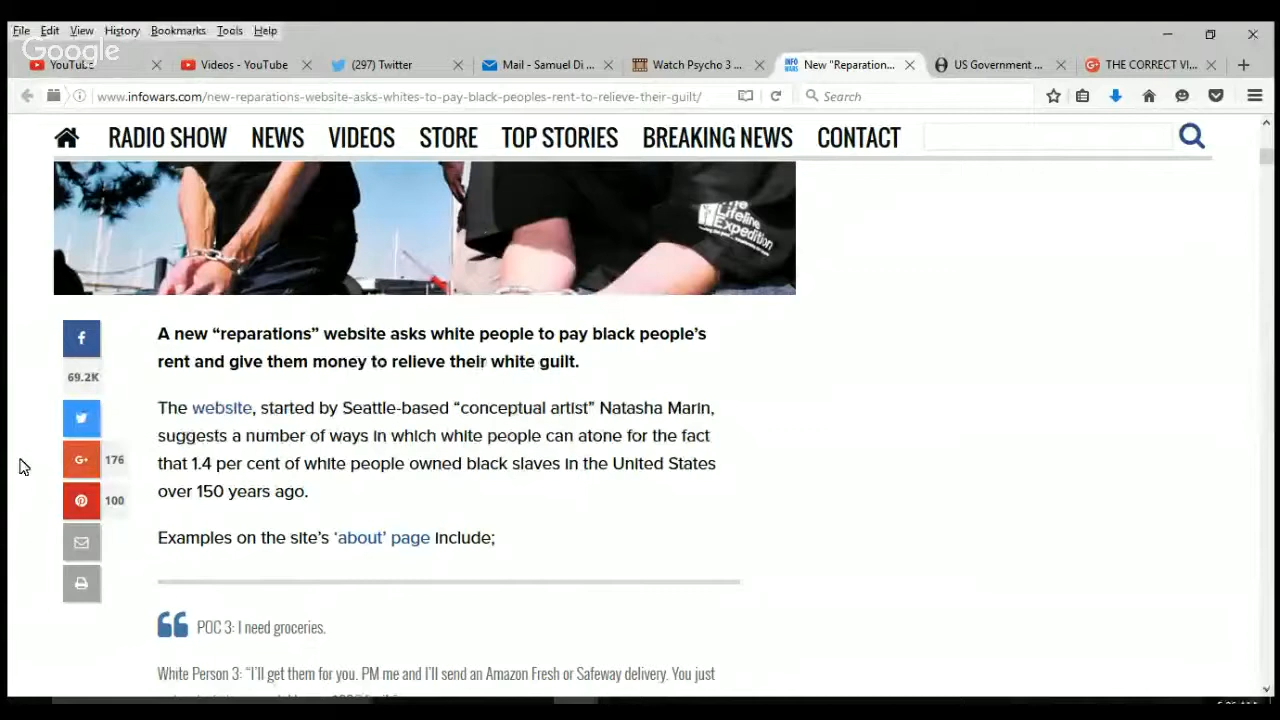 File Edit View History Bookmarks Tools Help
Google
YouTube
Videos - YouTube
(297) Twitter
Mail - Samuel Di ...
Watch Psycho 3 ...
INFO WARS New "Reparation...
US Government ...
THE CORRECT VI...
www.infowars.com/new-reparations-website-asks-whites-to-pay-black-peoples-rent-to-relieve-their-guilt/
Search
RADIO SHOW NEWS VIDEOS STORE TOP STORIES BREAKING NEWS CONTACT
The
Lifeline
Expedition
A new “reparations” website asks white people to pay black people’s
rent and give them money to relieve their white guilt.
69.2K
The website, started by Seattle-based “conceptual artist” Natasha Marin,
suggests a number of ways in which white people can atone for the fact
that 1.4 per cent of white people owned black slaves in the United States
over 150 years ago.
G+ 176
100
Examples on the site’s ‘about’ page include;
POC 3: I need groceries.
White Person 3: “I’ll get them for you. PM me and I’ll send an Amazon Fresh or Safeway delivery. You just